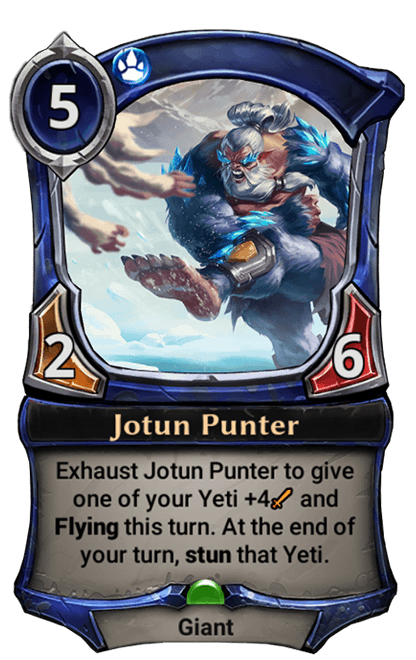 5
2
6
Jotun Punter
Exhaust Jotun Punter to give
one of your Yeti +4 and
Flying this turn. At the end of
your turn, stun that Yeti.
Giant